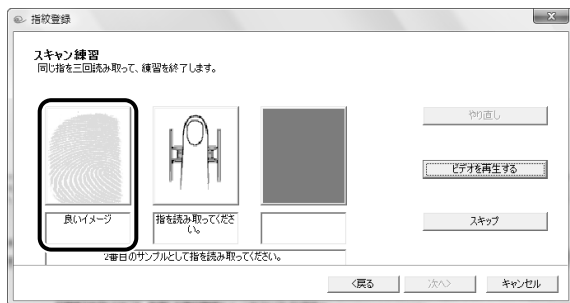 指紋登録
スキャン練習
同じ指を三回読み取って、練習を終了します。
やり直し
ビデオを再生する
良いイメージ
指を読み取ってくださ
い。
スキップ
2番目のサンプルとして指を読み取ってください。
<戻る
次へ>
キャンセル